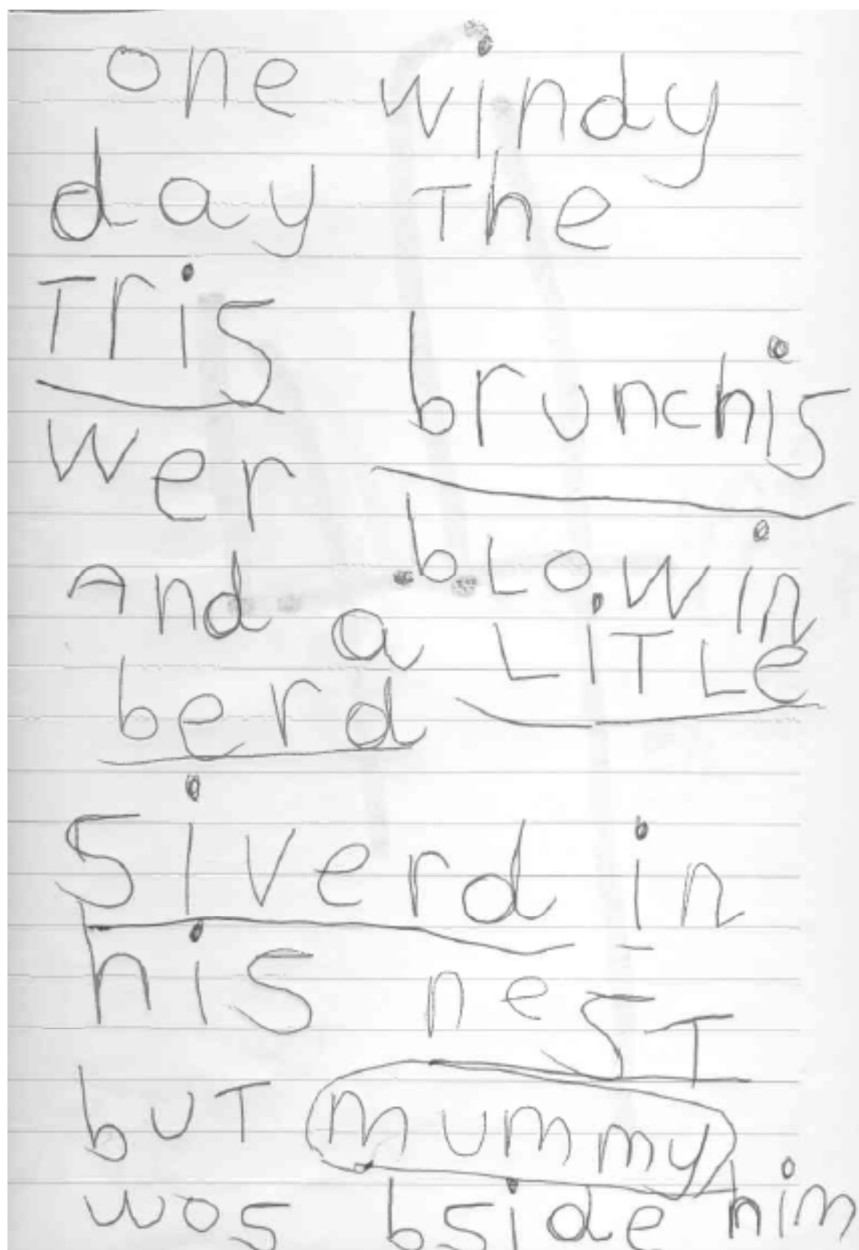 one windy
day The
Tris brunchis
wer blowin
And a LiTLe
berd
Siverd in
his nest
buT mummy
wos bside him